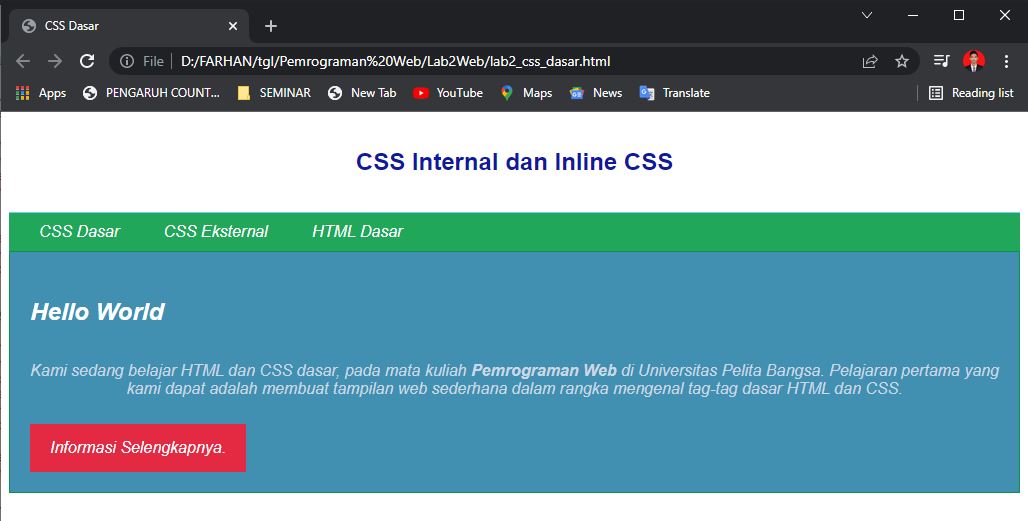 CSS Dasar
File D:/FARHAN/tgl/Pemrograman%20Web/Lab2Web/lab2_css_dasar.html
Apps PENGARUH COUNT... SEMINAR New Tab YouTube Maps News Translate Reading list
CSS Internal dan Inline CSS
CSS Dasar CSS Eksternal HTML Dasar
Hello World
Kami sedang belajar HTML dan CSS dasar, pada mata kuliah Pemrograman Web di Universitas Pelita Bangsa. Pelajaran pertama yang
kami dapat adalah membuat tampilan web sederhana dalam rangka mengenal tag-tag dasar HTML dan CSS.
Informasi Selengkapnya.